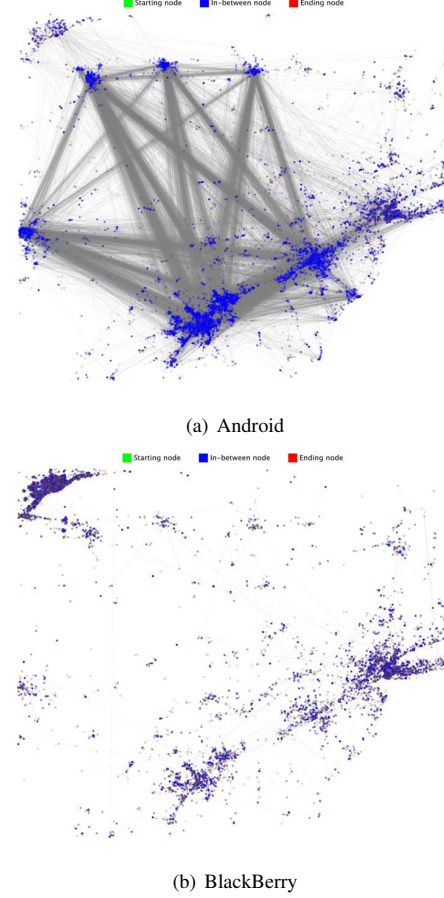 Starting node In-between node Ending node
(a) Android
Starting node In-between node Ending node
(b) BlackBerry